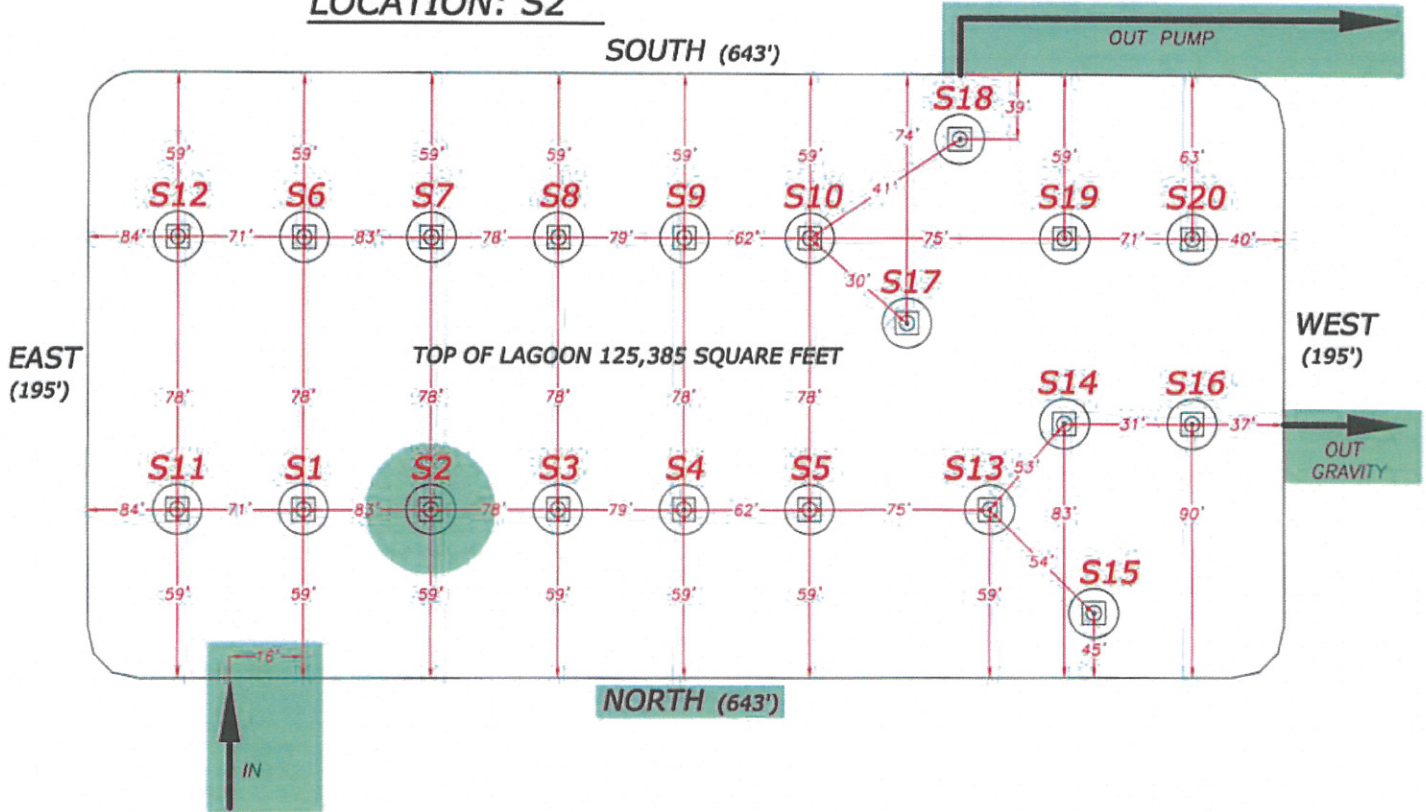 LOCATION: S2
OUT PUMP
SOUTH (643')
S18
39'
74'
59' 59' 59' 59' 59' 59' 59' 63'
S12 S6 S7 S8 S9 S10 41' S19 S20
84' 71' 83' 78' 79' 62' 75' 71' 40'
30' S17
EAST
(195')
TOP OF LAGOON 125,385 SQUARE FEET
WEST
(195')
78' 78' 78' 78' 78' 78'
S14 S16
31' 37'
OUT
GRAVITY
S11 S1 S2 S3 S4 S5 S13 53'
84' 71' 83' 78' 79' 62' 75' 83' 90'
54'
S15
59' 59' 59' 59' 59' 59' 59'
45'
16'
NORTH (643')
IN